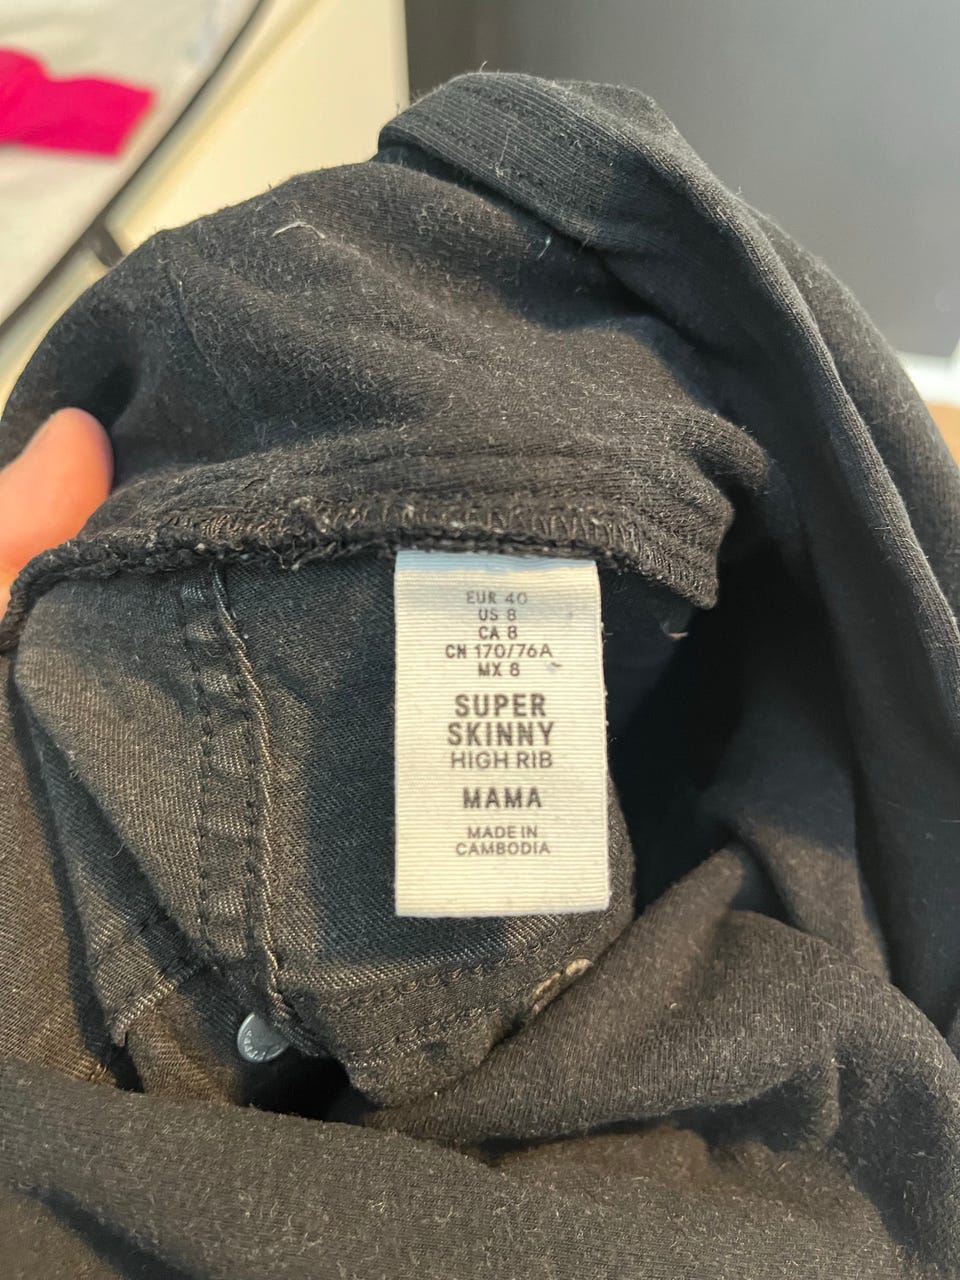 EUR 40
US 8
CA 8
CN 170/76A
MX 8
SUPER
SKINNY
HIGH RIB
MAMA
MADE IN
CAMBODIA